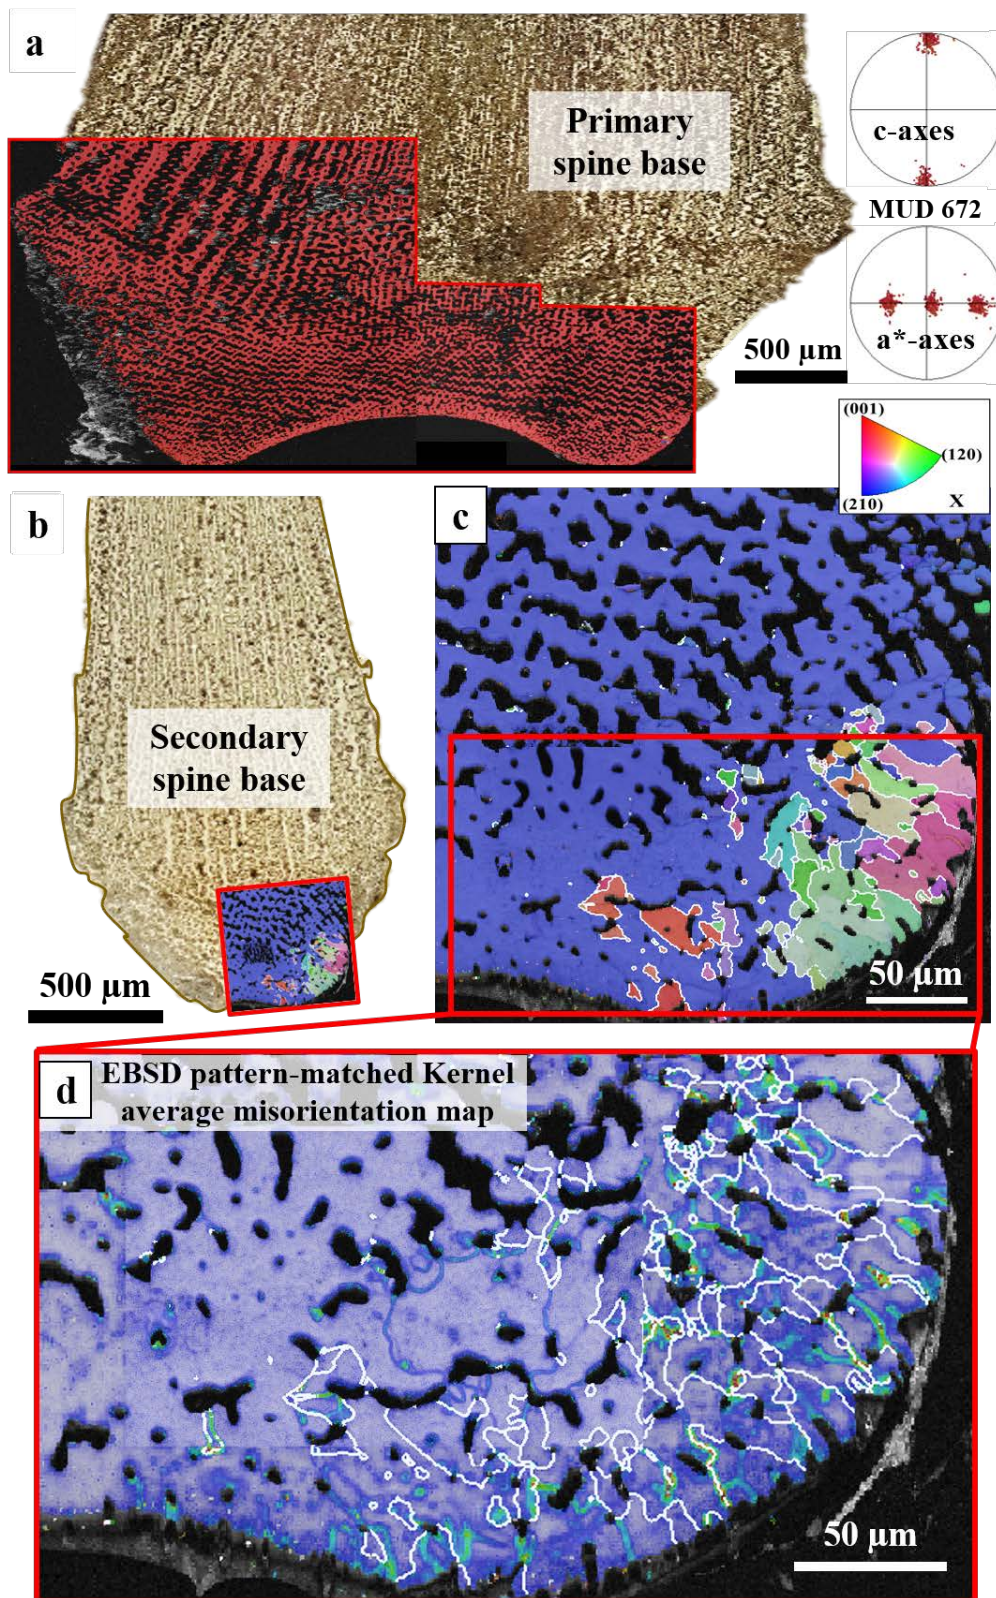 a
Primary
spine base
c-axes
MUD 672
a*-axes
500 µm
(001)
(120)
(210)
X
b
Secondary
spine base
500 µm
c
50 µm
d
EBSD pattern-matched Kernel
average misorientation map
50 µm